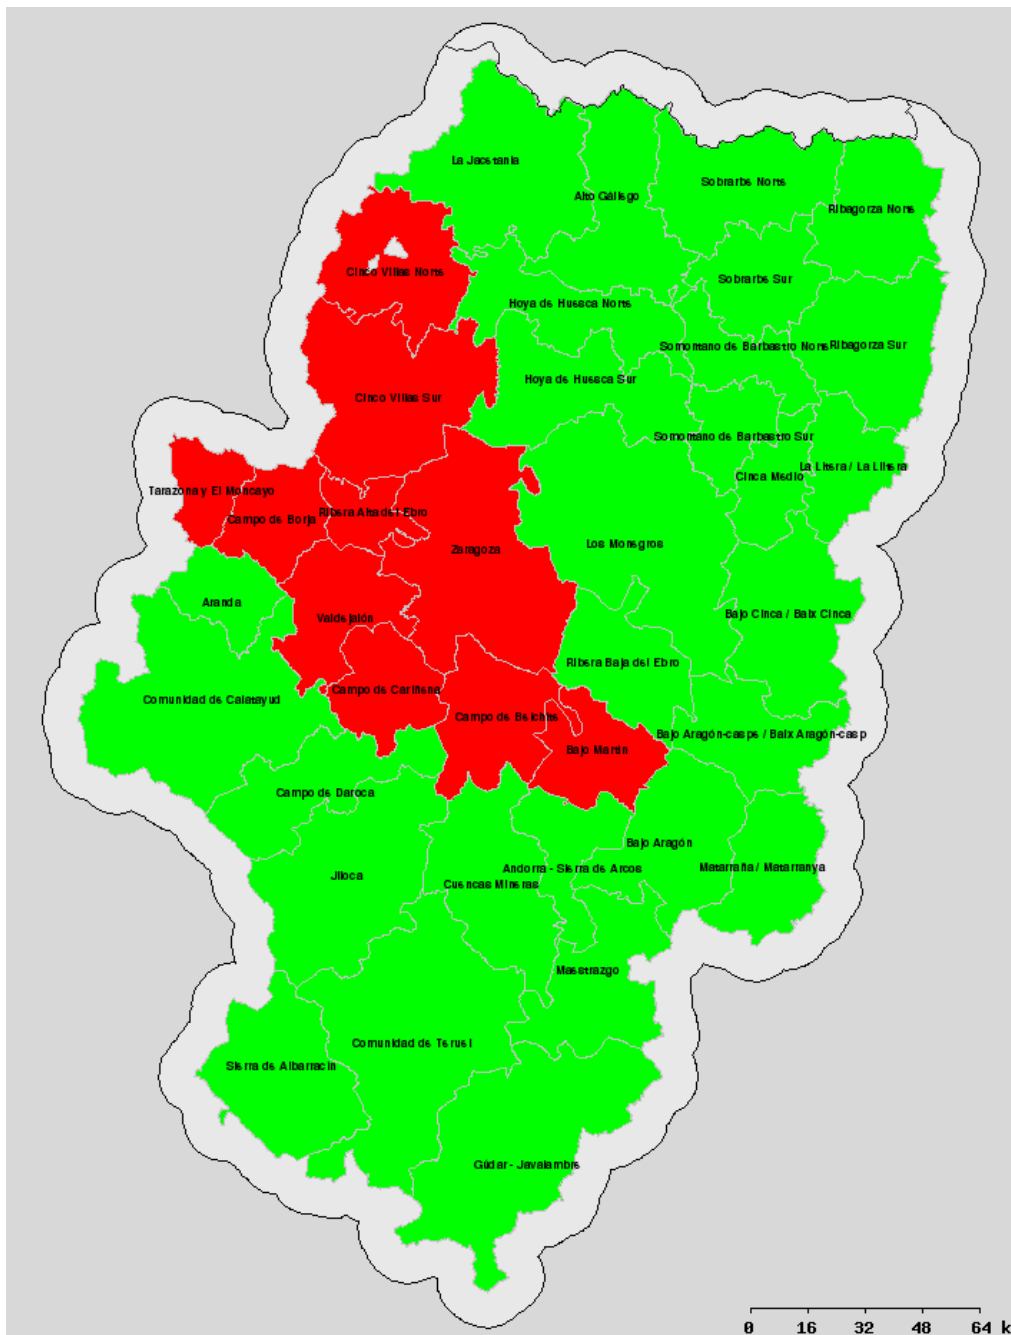 La Jacetania
Alto Gállego
Sobrarbe Norte
Ribagorza Norte
Cinco Villas Norte
Sobrarbe Sur
Hoya de Huesca Norte
Somontano de Barbastro Norte
Ribagorza Sur
Hoya de Huesca Sur
Cinco Villas Sur
Somontano de Barbastro Sur
La Litera / La Llitera
Cinca Medio
Tarazona y El Moncayo
Ribera Alta del Ebro
Campo de Borja
Zaragoza
Los Monegros
Aranda
Valdejalón
Bajo Cinca / Baix Cinca
Ribera Baja del Ebro
Campo de Cariñena
Comunidad de Calatayud
Campo de Belchite
Bajo Aragón-caspe / Baix Aragón-casp
Bajo Martín
Campo de Daroca
Bajo Aragón
Andorra - Sierra de Arcos
Matarraña / Matarranya
Jiloca
Cuencas Mineras
Maestrazgo
Comunidad de Teruel
Sierra de Albarracín
Gúdar - Javalambre
0 16 32 48 64 k